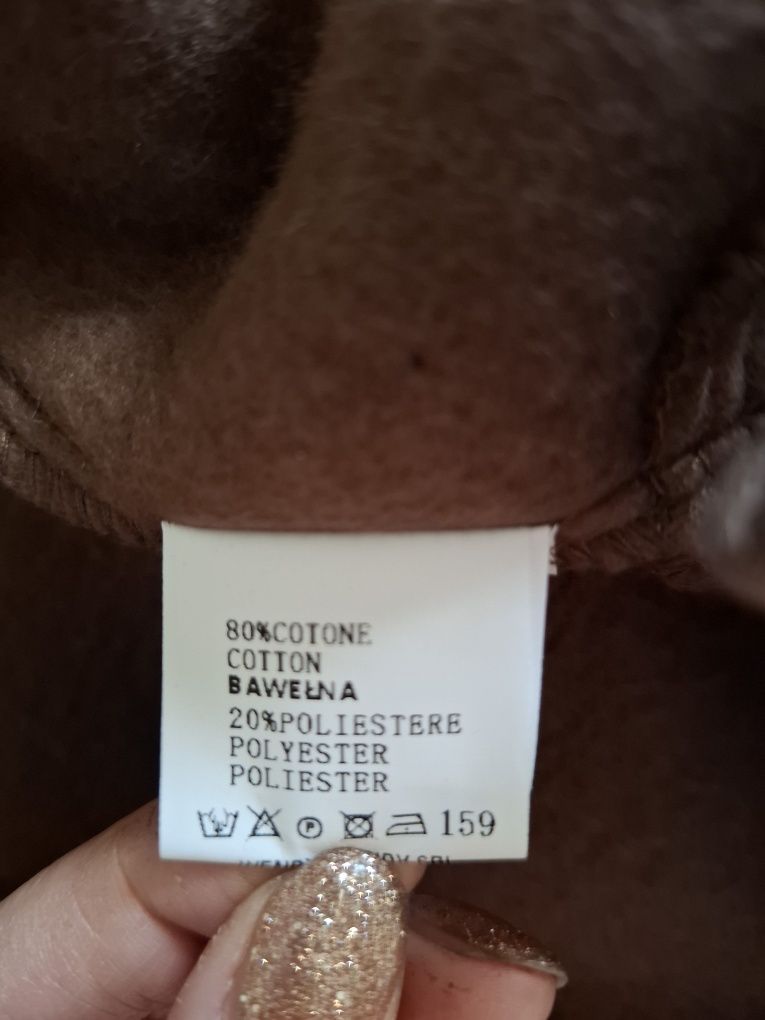 80%COTONE
COTTON
BAWEŁNA
20%POLIESTERE
POLYESTER
POLIESTER
P 159